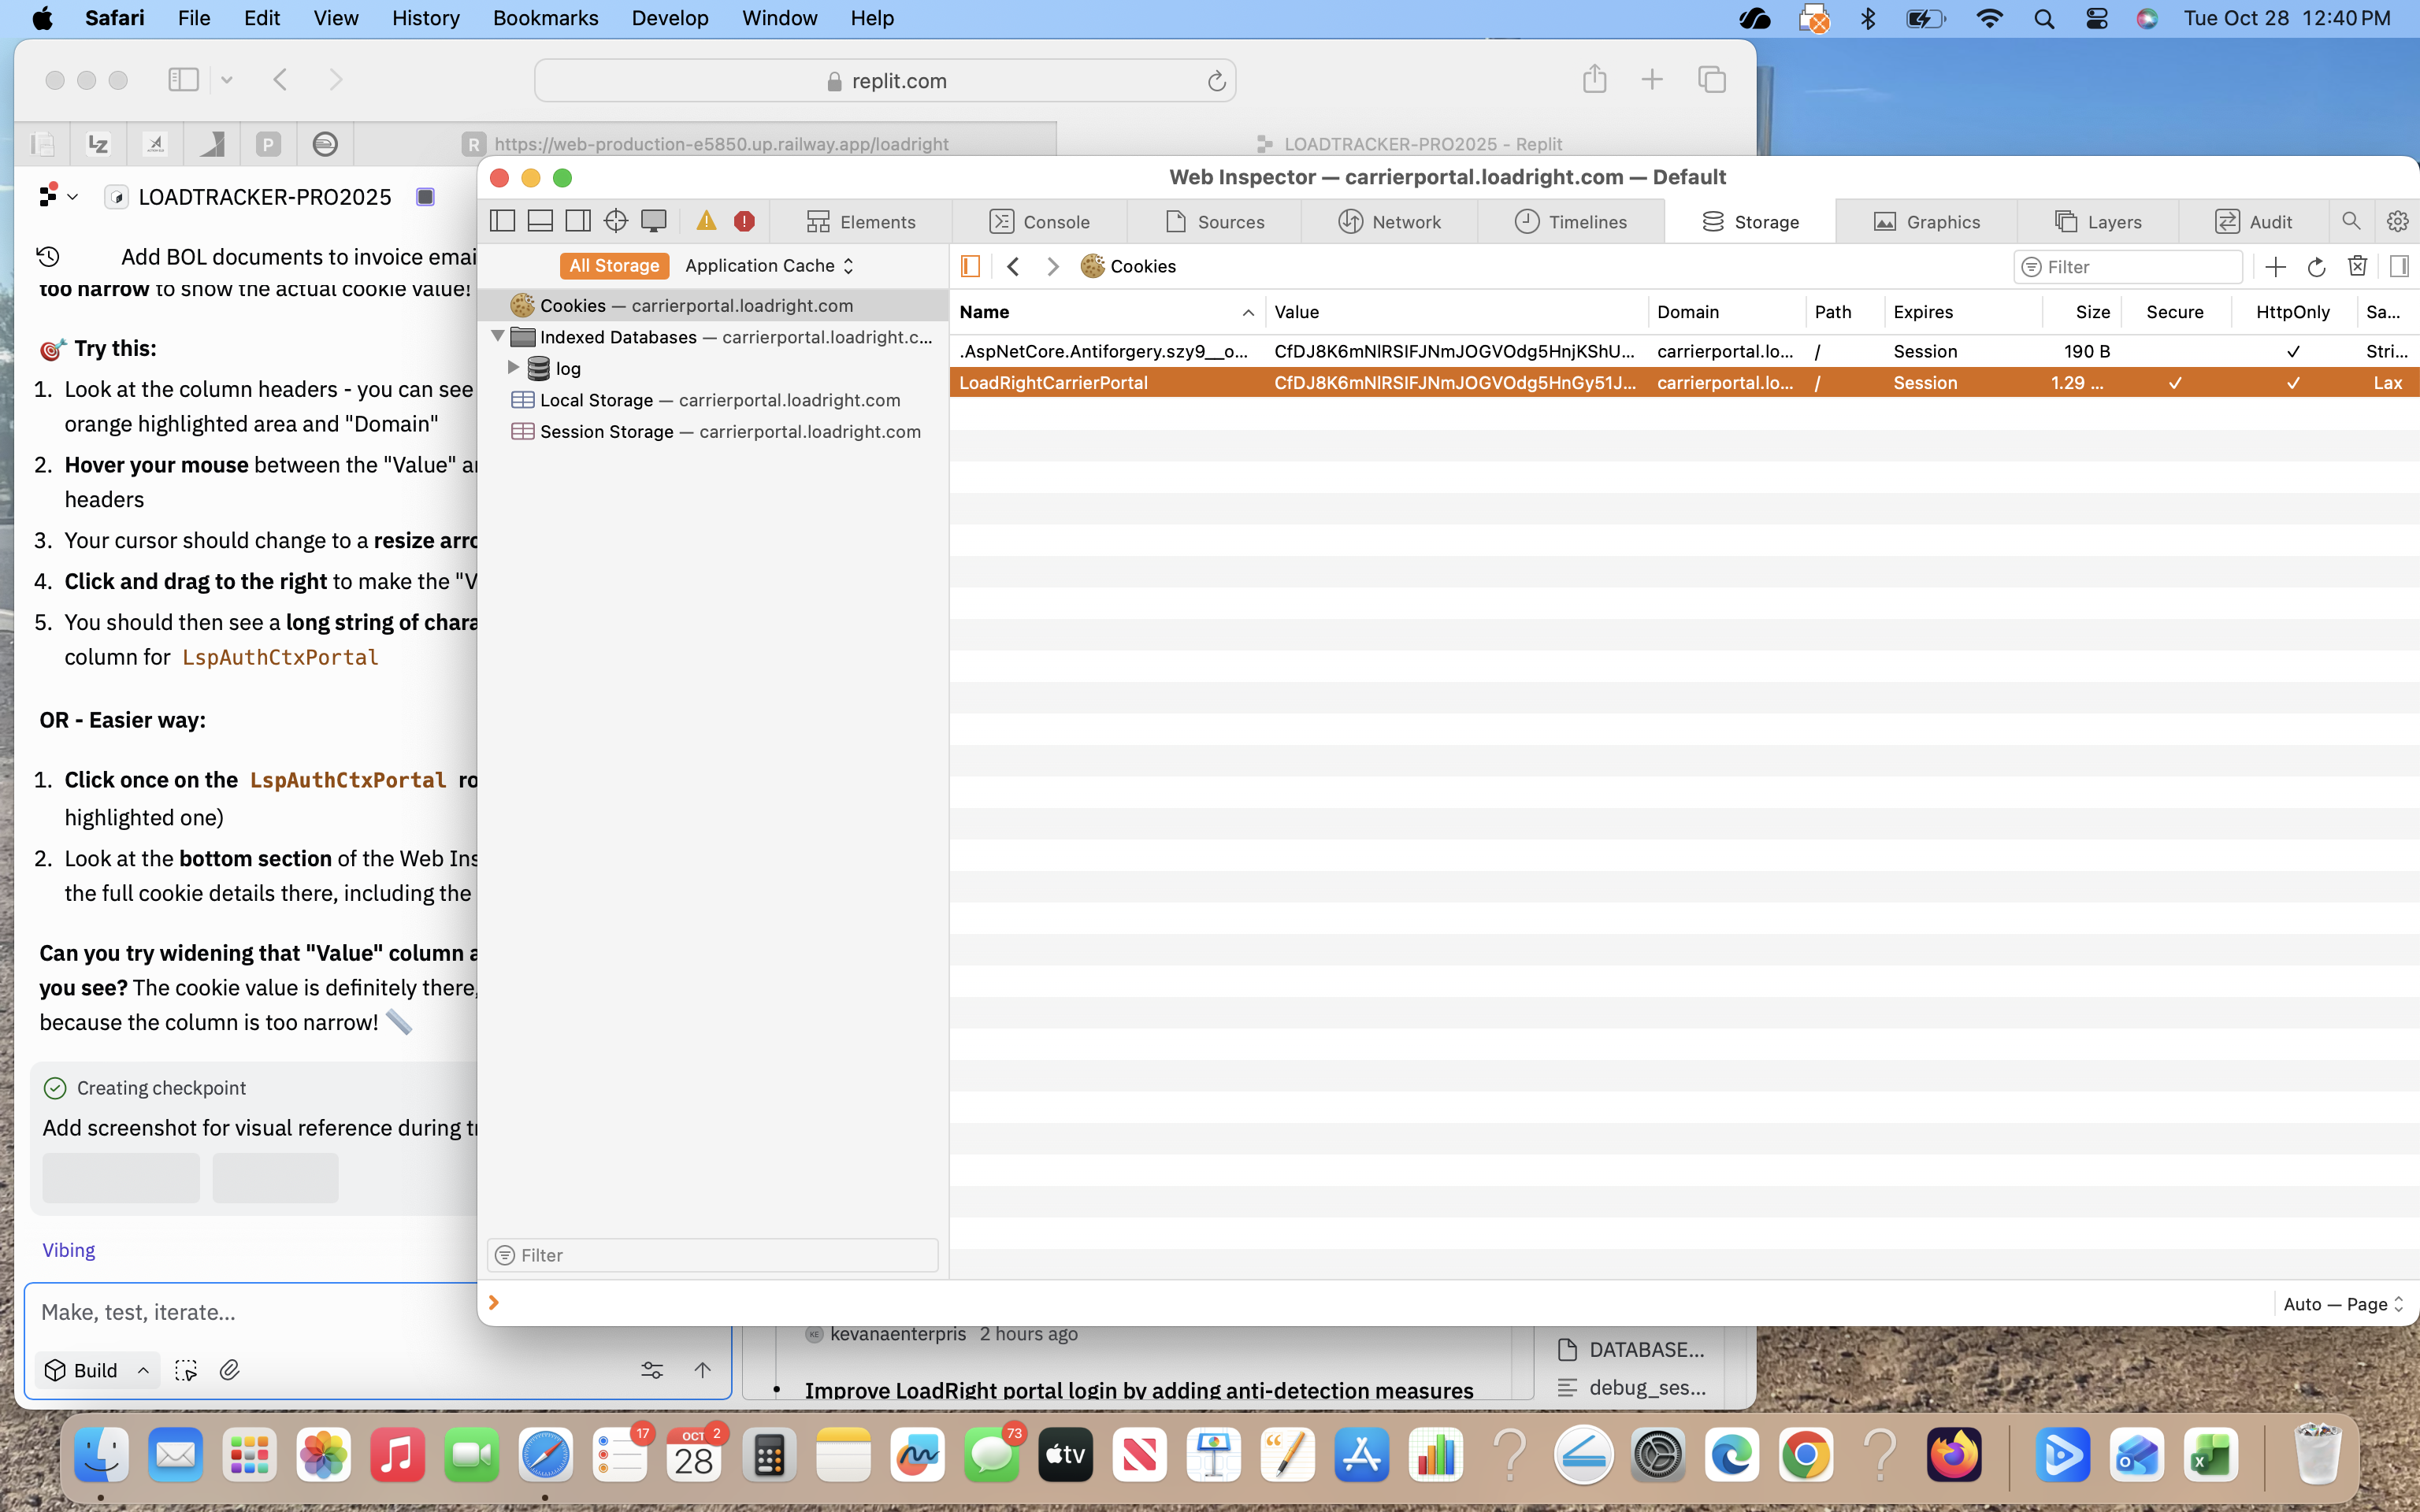 Safari File Edit View History Bookmarks Develop Window Help Tue Oct 28 12:40 PM
replit.com
LZ P R https://web-production-e5850.up.railway.app/loadright LOADTRACKER-PRO2025 - Replit
LOADTRACKER-PRO2025
Add BOL documents to invoice emai
too narrow to show the actual cookie value!
🎯 Try this:
1. Look at the column headers - you can see
orange highlighted area and "Domain"
2. Hover your mouse between the "Value" a
headers
3. Your cursor should change to a resize arro
4. Click and drag to the right to make the "V
5. You should then see a long string of chara
column for LspAuthCtxPortal
OR - Easier way:
1. Click once on the LspAuthCtxPortal ro
highlighted one)
2. Look at the bottom section of the Web Ins
the full cookie details there, including the
Can you try widening that "Value" column a
you see? The cookie value is definitely there,
because the column is too narrow! 📏
Creating checkpoint
Add screenshot for visual reference during t
Vibing
Make, test, iterate...
Build
Web Inspector — carrierportal.loadright.com — Default
Elements Console Sources Network Timelines Storage Graphics Layers Audit
All Storage Application Cache
Cookies
Filter
Cookies — carrierportal.loadright.com
Indexed Databases — carrierportal.loadright.c...
log
Local Storage — carrierportal.loadright.com
Session Storage — carrierportal.loadright.com
Name Value Domain Path Expires Size Secure HttpOnly Sa...
.AspNetCore.Antiforgery.szy9__o... CfDJ8K6mNlRSIFJNmJOGVOdg5HnjKShU... carrierportal.lo... / Session 190 B ✓ Stri...
LoadRightCarrierPortal CfDJ8K6mNlRSIFJNmJOGVOdg5HnGy51J... carrierportal.lo... / Session 1.29 ... ✓ ✓ Lax
Filter
Auto — Page
KE kevanaenterpris 2 hours ago
• Improve LoadRight portal login by adding anti-detection measures
DATABASE...
debug_ses...
17
OCT 2
28
73
tv